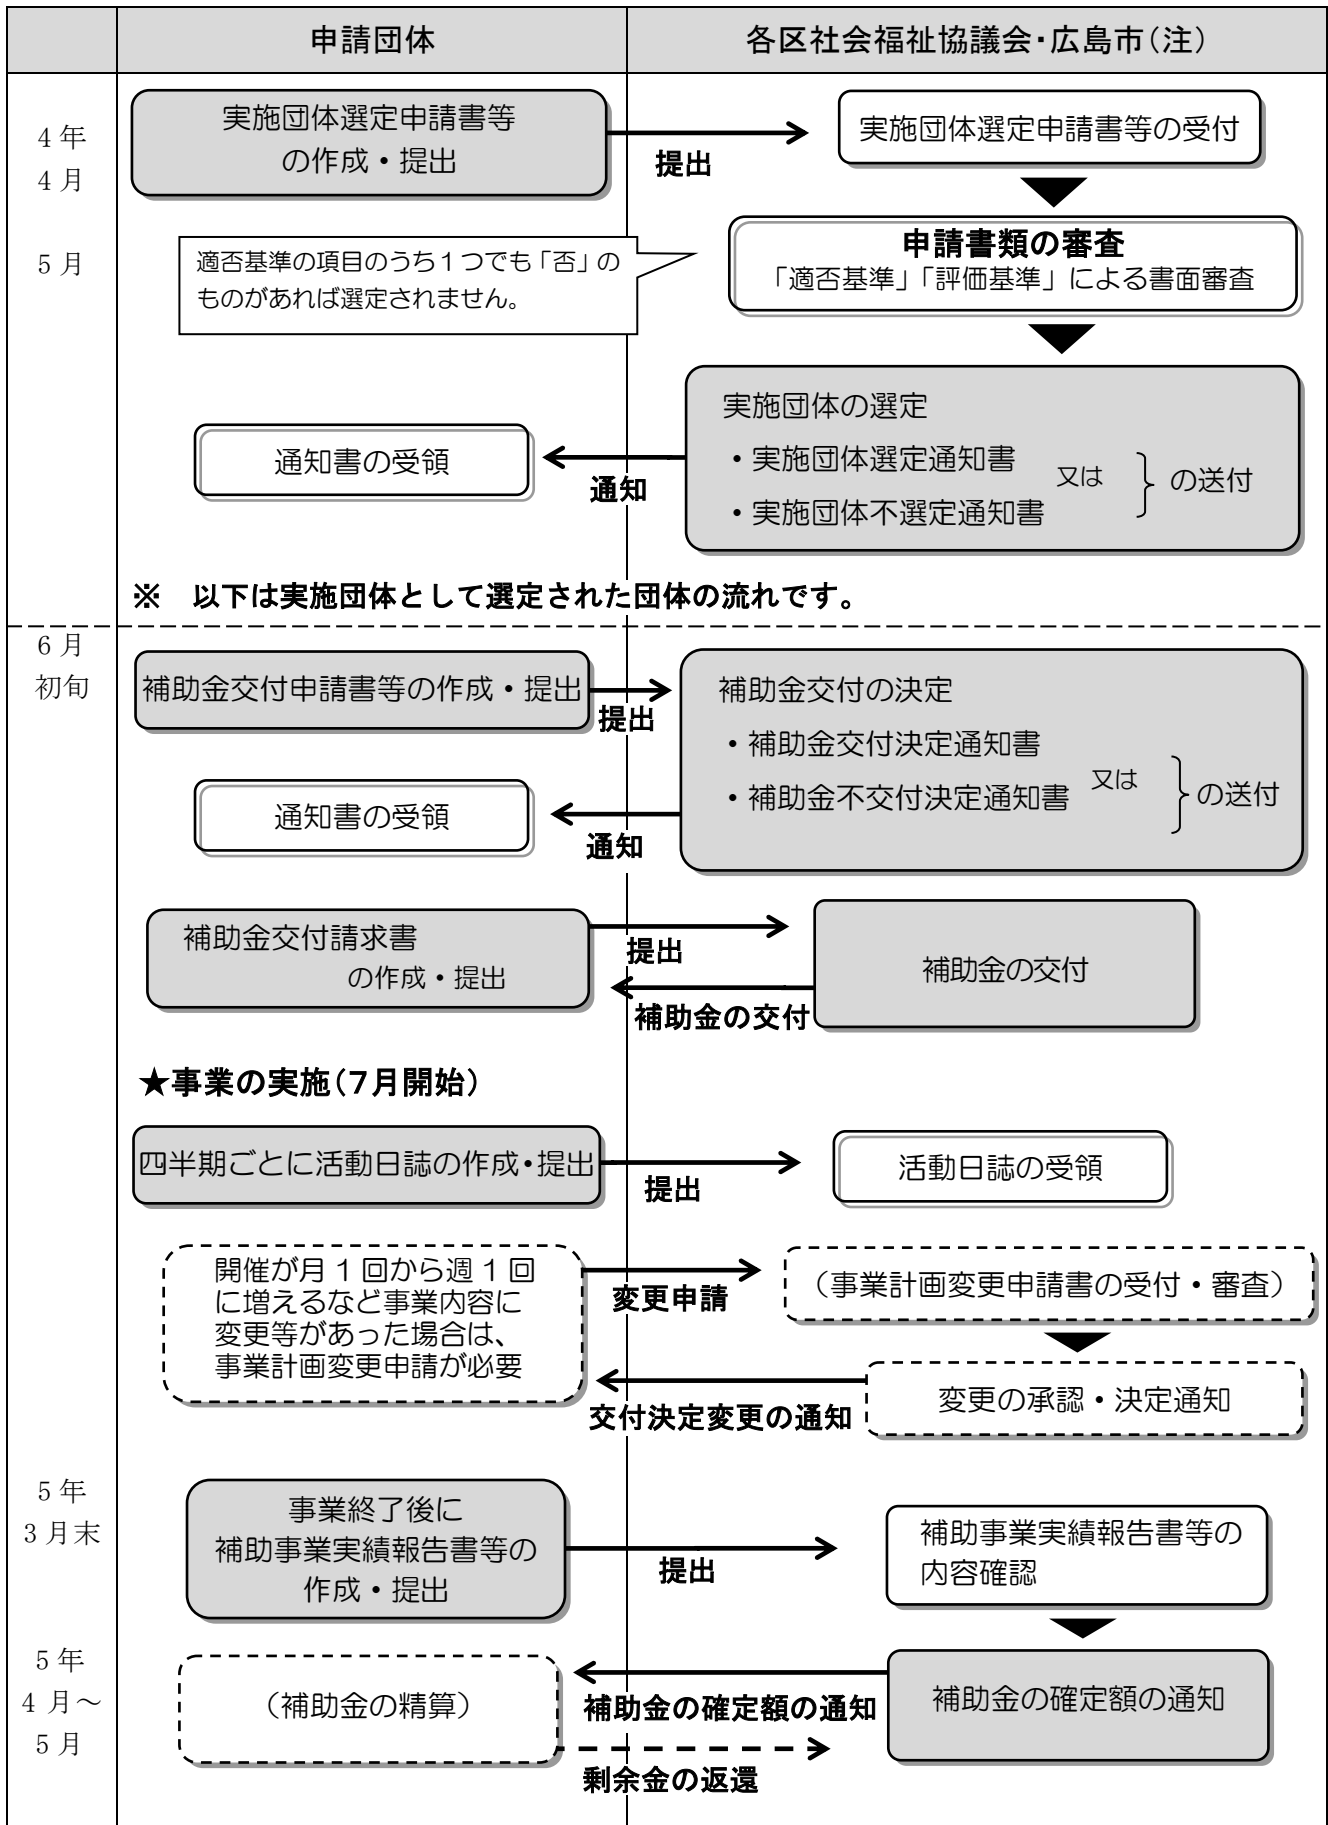 申請団体
各区社会福祉協議会・広島市（注）
4年
4月
実施団体選定申請書等
の作成・提出
提出
実施団体選定申請書等の受付
5月
適否基準の項目のうち１つでも「否」の
ものがあれば選定されません。
申請書類の審査
「適否基準」「評価基準」による書面審査
実施団体の選定
・実施団体選定通知書
又は
・実施団体不選定通知書
の送付
通知
通知書の受領
※　以下は実施団体として選定された団体の流れです。
6月
初旬
補助金交付申請書等の作成・提出
提出
補助金交付の決定
・補助金交付決定通知書
又は
・補助金不交付決定通知書
の送付
通知
通知書の受領
補助金交付請求書
の作成・提出
提出
補助金の交付
補助金の交付
★事業の実施（7月開始）
四半期ごとに活動日誌の作成・提出
提出
活動日誌の受領
開催が月１回から週１回
に増えるなど事業内容に
変更等があった場合は、
事業計画変更申請が必要
変更申請
（事業計画変更申請書の受付・審査）
変更の承認・決定通知
交付決定変更の通知
5年
3月末
事業終了後に
補助事業実績報告書等の
作成・提出
提出
補助事業実績報告書等の
内容確認
5年
4月～
5月
補助金の確定額の通知
補助金の確定額の通知
（補助金の精算）
剰余金の返還